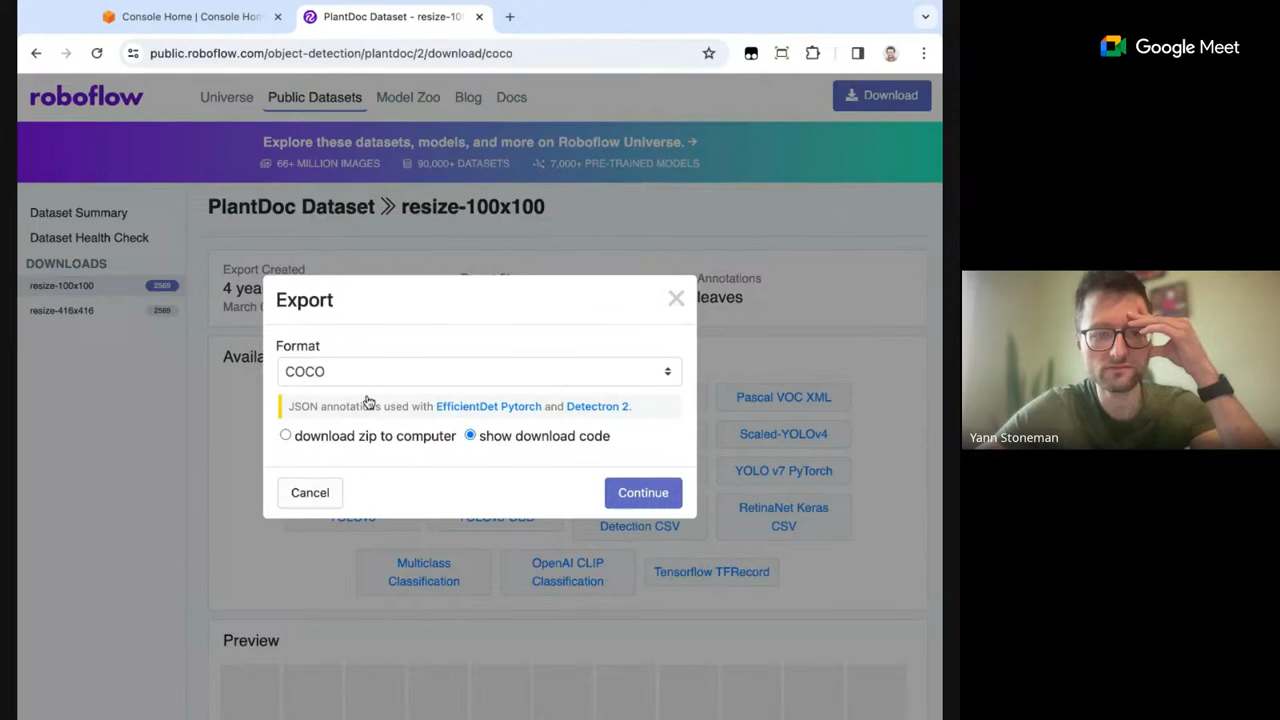 Console Home | Console Hom
PlantDoc Dataset - resize-10
public.roboflow.com/object-detection/plantdoc/2/download/coco
Google Meet
roboflow
Universe
Public Datasets
Model Zoo
Blog
Docs
Download
Explore these datasets, models, and more on Roboflow Universe. →
66+ MILLION IMAGES
90,000+ DATASETS
7,000+ PRE-TRAINED MODELS
Dataset Summary
Dataset Health Check
DOWNLOADS
resize-100x100
2569
resize-416x416
2569
PlantDoc Dataset
resize-100x100
Export Created
4 yea
March
Annotations
leaves
Availa
Export
Format
COCO
JSON annotations used with EfficientDet Pytorch and Detectron 2.
download zip to computer
show download code
Cancel
Continue
Pascal VOC XML
Scaled-YOLOv4
YOLO v7 PyTorch
RetinaNet Keras
CSV
Detection CSV
Multiclass
Classification
OpenAI CLIP
Classification
Tensorflow TFRecord
Preview
Yann Stoneman